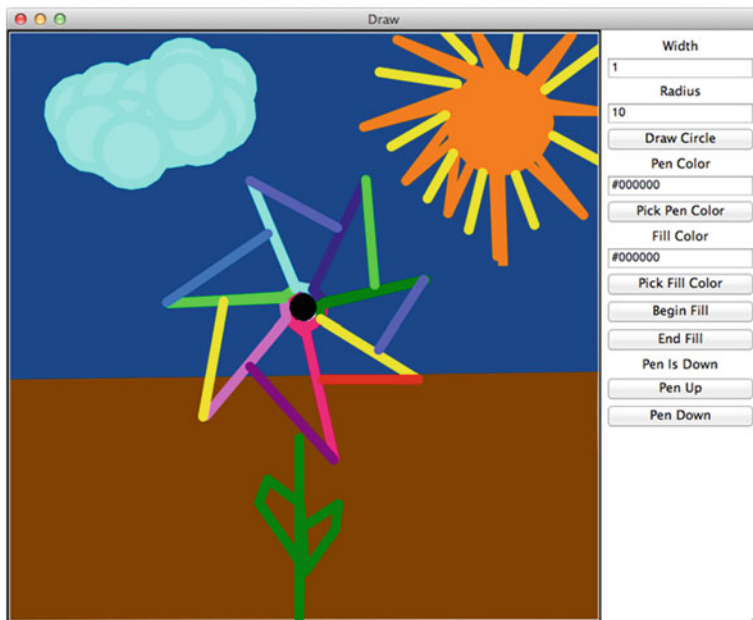 Draw
Width
1
Radius
10
Draw Circle
Pen Color
#000000
Pick Pen Color
Fill Color
#000000
Pick Fill Color
Begin Fill
End Fill
Pen Is Down
Pen Up
Pen Down